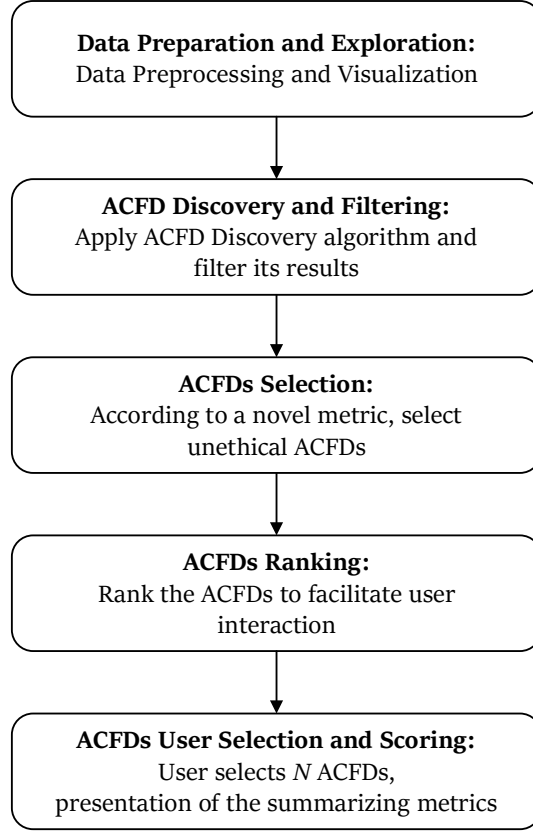 Data Preparation and Exploration:
Data Preprocessing and Visualization
ACFD Discovery and Filtering:
Apply ACFD Discovery algorithm and
filter its results
ACFDs Selection:
According to a novel metric, select
unethical ACFDs
ACFDs Ranking:
Rank the ACFDs to facilitate user
interaction
ACFDs User Selection and Scoring:
User selects N ACFDs,
presentation of the summarizing metrics